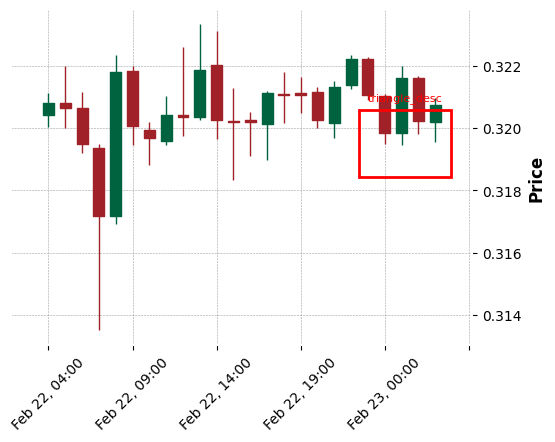 0.322
0.320
0.318
0.316
0.314
Price
Feb 22, 04:00
Feb 22, 09:00
Feb 22, 14:00
Feb 22, 19:00
Feb 23, 00:00